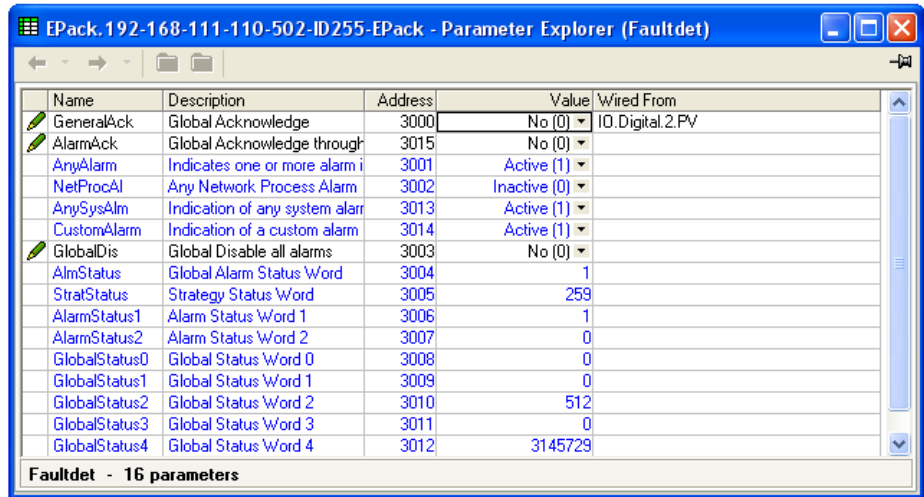 EPack.192-168-111-110-502-ID255-EPack - Parameter Explorer (Faultdet)
Name Description Address Value Wired From
GeneralAck Global Acknowledge 3000 No (0) IO.Digital.2.PV
AlarmAck Global Acknowledge through 3015 No (0)
AnyAlarm Indicates one or more alarm i 3001 Active (1)
NetProcAl Any Network Process Alarm 3002 Inactive (0)
AnySysAlm Indication of any system alarr 3013 Active (1)
CustomAlarm Indication of a custom alarm 3014 Active (1)
GlobalDis Global Disable all alarms 3003 No (0)
AlmStatus Global Alarm Status Word 3004 1
StratStatus Strategy Status Word 3005 259
AlarmStatus1 Alarm Status Word 1 3006 1
AlarmStatus2 Alarm Status Word 2 3007 0
GlobalStatus0 Global Status Word 0 3008 0
GlobalStatus1 Global Status Word 1 3009 0
GlobalStatus2 Global Status Word 2 3010 512
GlobalStatus3 Global Status Word 3 3011 0
GlobalStatus4 Global Status Word 4 3012 3145729
Faultdet - 16 parameters